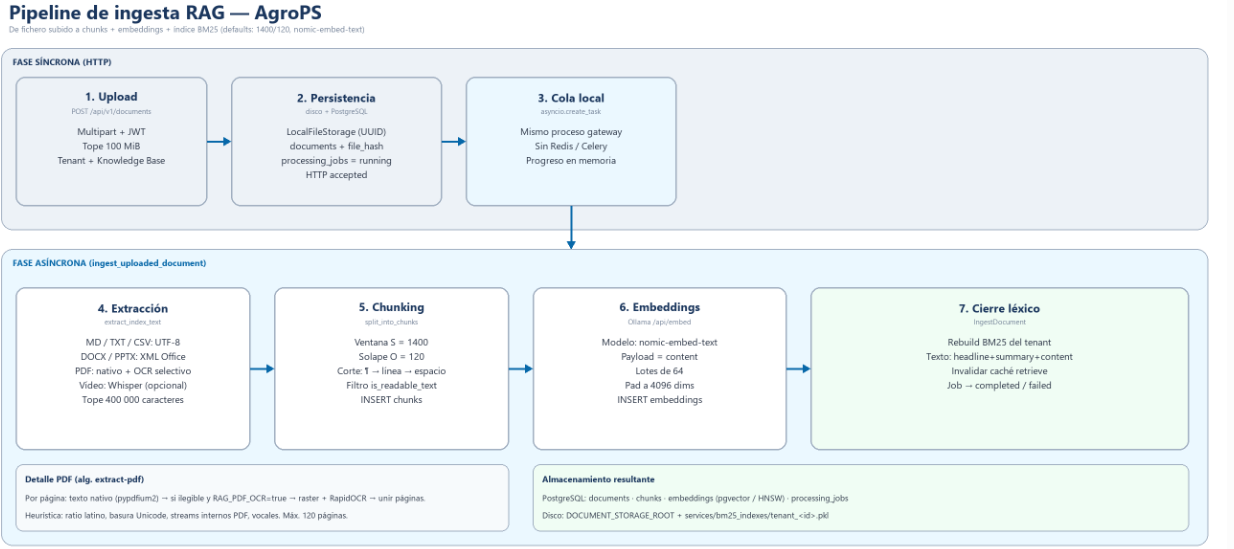 Pipeline de ingesta RAG — AgroPS
De fichero subido a chunks + embeddings + índice BM25 (defaults: 1400/120, nomic-embed-text)
FASE SÍNCRONA (HTTP)
1. Upload
POST /api/v1/documents
Multipart + JWT
Tope 100 MiB
Tenant + Knowledge Base
2. Persistencia
disco + PostgreSQL
LocalFileStorage (UUID)
documents + file_hash
processing_jobs = running
HTTP accepted
3. Cola local
asyncio.create_task
Mismo proceso gateway
Sin Redis / Celery
Progreso en memoria
FASE ASÍNCRONA (ingest_uploaded_document)
4. Extracción
extract_index_text
MD / TXT / CSV: UTF-8
DOCX / PPTX: XML Office
PDF: nativo + OCR selectivo
Video: Whisper (opcional)
Tope 400 000 caracteres
5. Chunking
split_into_chunks
Ventana S = 1400
Solape O = 120
Corte: 1 → línea → espacio
Filtro is_readable_text
INSERT chunks
6. Embeddings
Ollama /api/embed
Modelo: nomic-embed-text
Payload = content
Lotes de 64
Pad a 4096 dims
INSERT embeddings
7. Cierre léxico
IngestDocument
Rebuild BM25 del tenant
Texto: headline+summary+content
Invalidar caché retrieve
Job → completed / failed
Detalle PDF (alg. extract-pdf)
Por página: texto nativo (pypdfium2) → si ilegible y RAG_PDF_OCR=true → raster + RapidOCR → unir páginas.
Heurística: ratio latino, basura Unicode, streams internos PDF, vocales. Máx. 120 páginas.
Almacenamiento resultante
PostgreSQL: documents · chunks · embeddings (pgvector / HNSW) · processing_jobs
Disco: DOCUMENT_STORAGE_ROOT + services/bm25_indexes/tenant_<id>.pkl